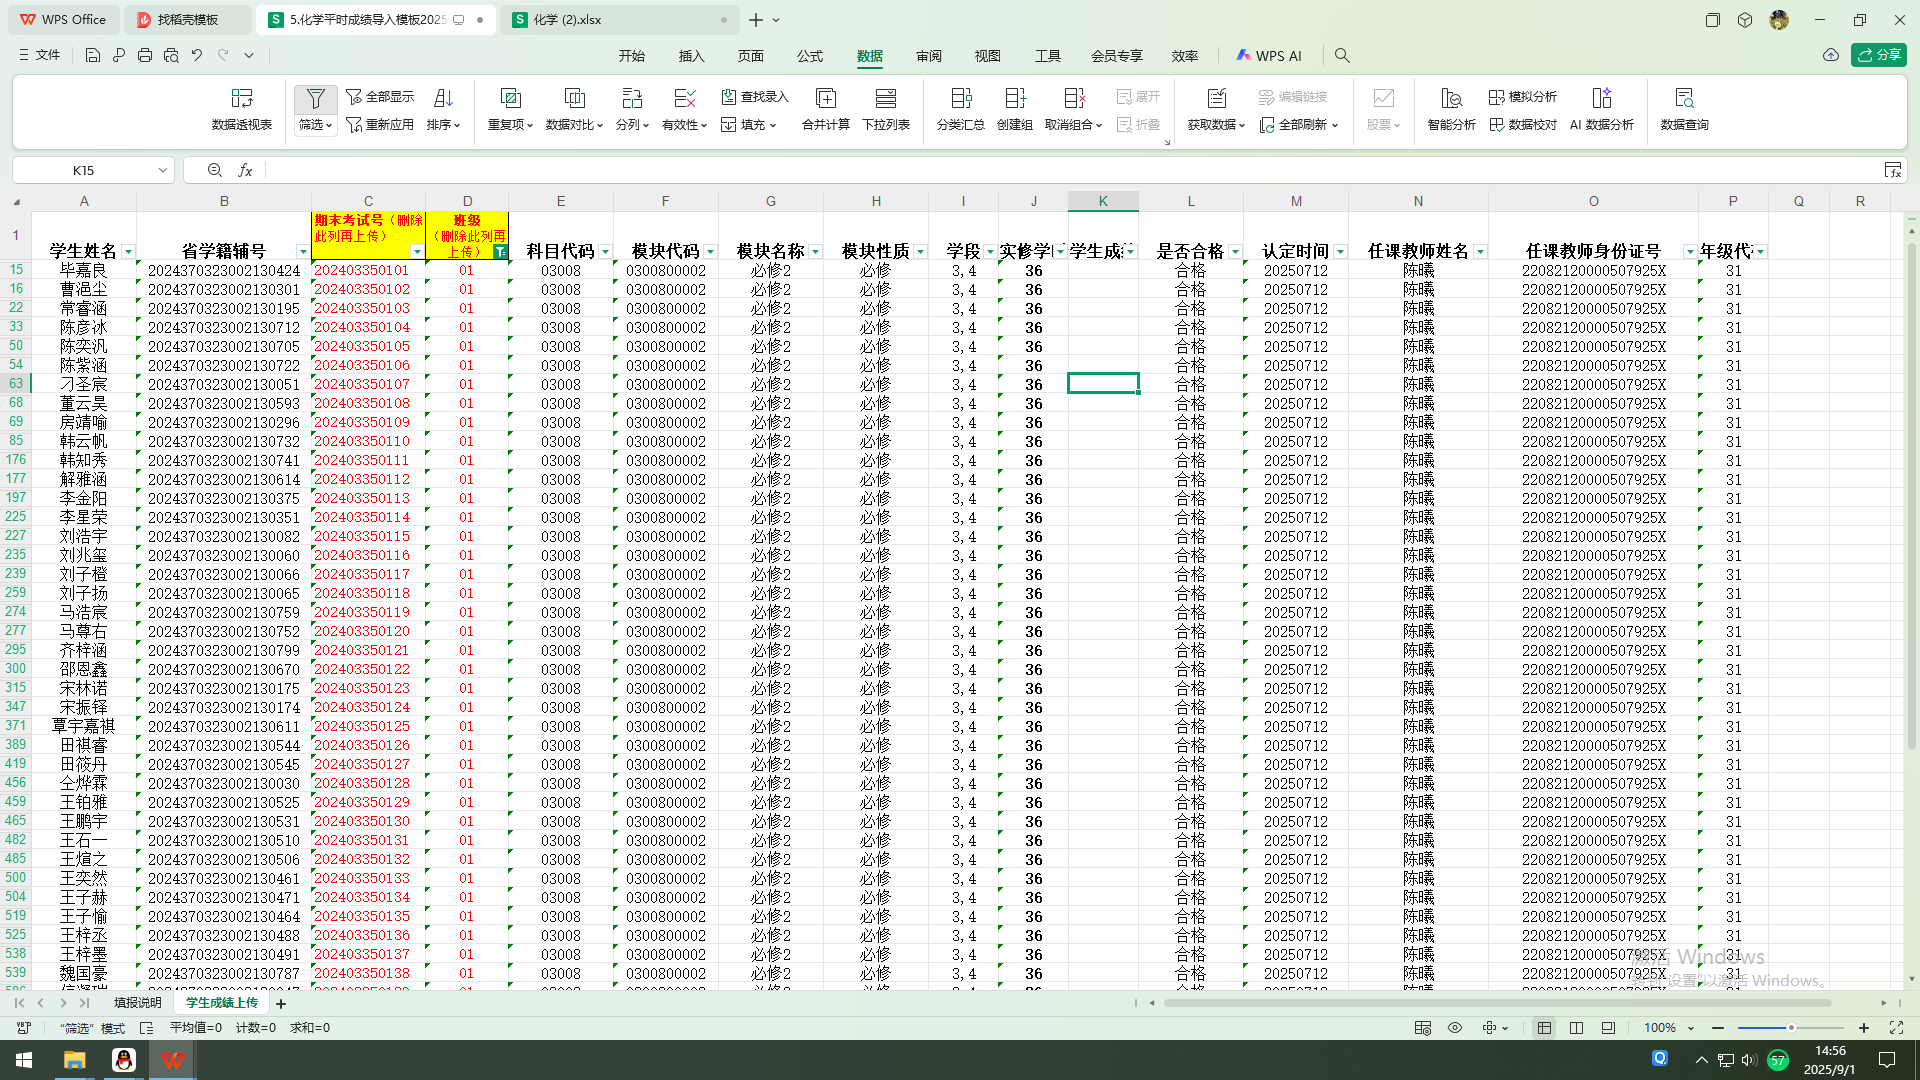 WPS Office 找稻壳模板 5.化学平时成绩导入模板2025 化学 (2).xlsx
文件 开始 插入 页面 公式 数据 审阅 视图 工具 会员专享 效率 WPS AI 分享
全部显示 查找录入 展开 编辑链接 模拟分析
数据透视表 筛选 重新应用 排序 重复项 数据对比 分列 有效性 填充 合并计算 下拉列表 分类汇总 创建组 取消组合 折叠 获取数据 全部刷新 股票 智能分析 数据校对 AI 数据分析 数据查询
K15 fx
A B C D E F G H I J K L M N O P Q R
1 学生姓名 省学籍辅号 期末考试号（删除此列再上传） 班级（删除此列再上传） 科目代码 模块代码 模块名称 模块性质 学段 实修学 学生成 是否合格 认定时间 任课教师姓名 任课教师身份证号 年级代
15 毕嘉良 2024370323002130424 202403350101 01 03008 0300800002 必修2 必修 3,4 36 合格 20250712 陈曦 22082120000507925X 31
16 曹浥尘 2024370323002130301 202403350102 01 03008 0300800002 必修2 必修 3,4 36 合格 20250712 陈曦 22082120000507925X 31
22 常睿涵 2024370323002130195 202403350103 01 03008 0300800002 必修2 必修 3,4 36 合格 20250712 陈曦 22082120000507925X 31
33 陈彦冰 2024370323002130712 202403350104 01 03008 0300800002 必修2 必修 3,4 36 合格 20250712 陈曦 22082120000507925X 31
50 陈奕汎 2024370323002130705 202403350105 01 03008 0300800002 必修2 必修 3,4 36 合格 20250712 陈曦 22082120000507925X 31
54 陈紫涵 2024370323002130722 202403350106 01 03008 0300800002 必修2 必修 3,4 36 合格 20250712 陈曦 22082120000507925X 31
63 刁圣宸 2024370323002130051 202403350107 01 03008 0300800002 必修2 必修 3,4 36 合格 20250712 陈曦 22082120000507925X 31
68 董云昊 2024370323002130593 202403350108 01 03008 0300800002 必修2 必修 3,4 36 合格 20250712 陈曦 22082120000507925X 31
69 房靖喻 2024370323002130296 202403350109 01 03008 0300800002 必修2 必修 3,4 36 合格 20250712 陈曦 22082120000507925X 31
85 韩云帆 2024370323002130732 202403350110 01 03008 0300800002 必修2 必修 3,4 36 合格 20250712 陈曦 22082120000507925X 31
176 韩知秀 2024370323002130741 202403350111 01 03008 0300800002 必修2 必修 3,4 36 合格 20250712 陈曦 22082120000507925X 31
177 解雅涵 2024370323002130614 202403350112 01 03008 0300800002 必修2 必修 3,4 36 合格 20250712 陈曦 22082120000507925X 31
197 李金阳 2024370323002130375 202403350113 01 03008 0300800002 必修2 必修 3,4 36 合格 20250712 陈曦 22082120000507925X 31
225 李星荣 2024370323002130351 202403350114 01 03008 0300800002 必修2 必修 3,4 36 合格 20250712 陈曦 22082120000507925X 31
227 刘浩宇 2024370323002130082 202403350115 01 03008 0300800002 必修2 必修 3,4 36 合格 20250712 陈曦 22082120000507925X 31
235 刘兆玺 2024370323002130060 202403350116 01 03008 0300800002 必修2 必修 3,4 36 合格 20250712 陈曦 22082120000507925X 31
239 刘子橙 2024370323002130066 202403350117 01 03008 0300800002 必修2 必修 3,4 36 合格 20250712 陈曦 22082120000507925X 31
259 刘子扬 2024370323002130065 202403350118 01 03008 0300800002 必修2 必修 3,4 36 合格 20250712 陈曦 22082120000507925X 31
274 马浩宸 2024370323002130759 202403350119 01 03008 0300800002 必修2 必修 3,4 36 合格 20250712 陈曦 22082120000507925X 31
277 马尊右 2024370323002130752 202403350120 01 03008 0300800002 必修2 必修 3,4 36 合格 20250712 陈曦 22082120000507925X 31
295 齐梓涵 2024370323002130799 202403350121 01 03008 0300800002 必修2 必修 3,4 36 合格 20250712 陈曦 22082120000507925X 31
300 邵恩鑫 2024370323002130670 202403350122 01 03008 0300800002 必修2 必修 3,4 36 合格 20250712 陈曦 22082120000507925X 31
315 宋林诺 2024370323002130175 202403350123 01 03008 0300800002 必修2 必修 3,4 36 合格 20250712 陈曦 22082120000507925X 31
347 宋振铎 2024370323002130174 202403350124 01 03008 0300800002 必修2 必修 3,4 36 合格 20250712 陈曦 22082120000507925X 31
371 覃宇嘉祺 2024370323002130611 202403350125 01 03008 0300800002 必修2 必修 3,4 36 合格 20250712 陈曦 22082120000507925X 31
389 田祺睿 2024370323002130544 202403350126 01 03008 0300800002 必修2 必修 3,4 36 合格 20250712 陈曦 22082120000507925X 31
419 田筱丹 2024370323002130545 202403350127 01 03008 0300800002 必修2 必修 3,4 36 合格 20250712 陈曦 22082120000507925X 31
456 仝烨霖 2024370323002130030 202403350128 01 03008 0300800002 必修2 必修 3,4 36 合格 20250712 陈曦 22082120000507925X 31
459 王铂雅 2024370323002130525 202403350129 01 03008 0300800002 必修2 必修 3,4 36 合格 20250712 陈曦 22082120000507925X 31
465 王鹏宇 2024370323002130531 202403350130 01 03008 0300800002 必修2 必修 3,4 36 合格 20250712 陈曦 22082120000507925X 31
482 王石一 2024370323002130510 202403350131 01 03008 0300800002 必修2 必修 3,4 36 合格 20250712 陈曦 22082120000507925X 31
485 王煊之 2024370323002130506 202403350132 01 03008 0300800002 必修2 必修 3,4 36 合格 20250712 陈曦 22082120000507925X 31
500 王奕然 2024370323002130461 202403350133 01 03008 0300800002 必修2 必修 3,4 36 合格 20250712 陈曦 22082120000507925X 31
504 王子赫 2024370323002130471 202403350134 01 03008 0300800002 必修2 必修 3,4 36 合格 20250712 陈曦 22082120000507925X 31
519 王子愉 2024370323002130464 202403350135 01 03008 0300800002 必修2 必修 3,4 36 合格 20250712 陈曦 22082120000507925X 31
525 王梓丞 2024370323002130488 202403350136 01 03008 0300800002 必修2 必修 3,4 36 合格 20250712 陈曦 22082120000507925X 31
538 王梓墨 2024370323002130491 202403350137 01 03008 0300800002 必修2 必修 3,4 36 合格 20250712 陈曦 22082120000507925X 31
539 魏国豪 2024370323002130787 202403350138 01 03008 0300800002 必修2 必修 3,4 36 合格 20250712 陈曦 22082120000507925X 31
激活 Windows
转到"设置"以激活 Windows。
填报说明 学生成绩上传
“筛选”模式 平均值=0 计数=0 求和=0 100%
57 14:56
2025/9/1